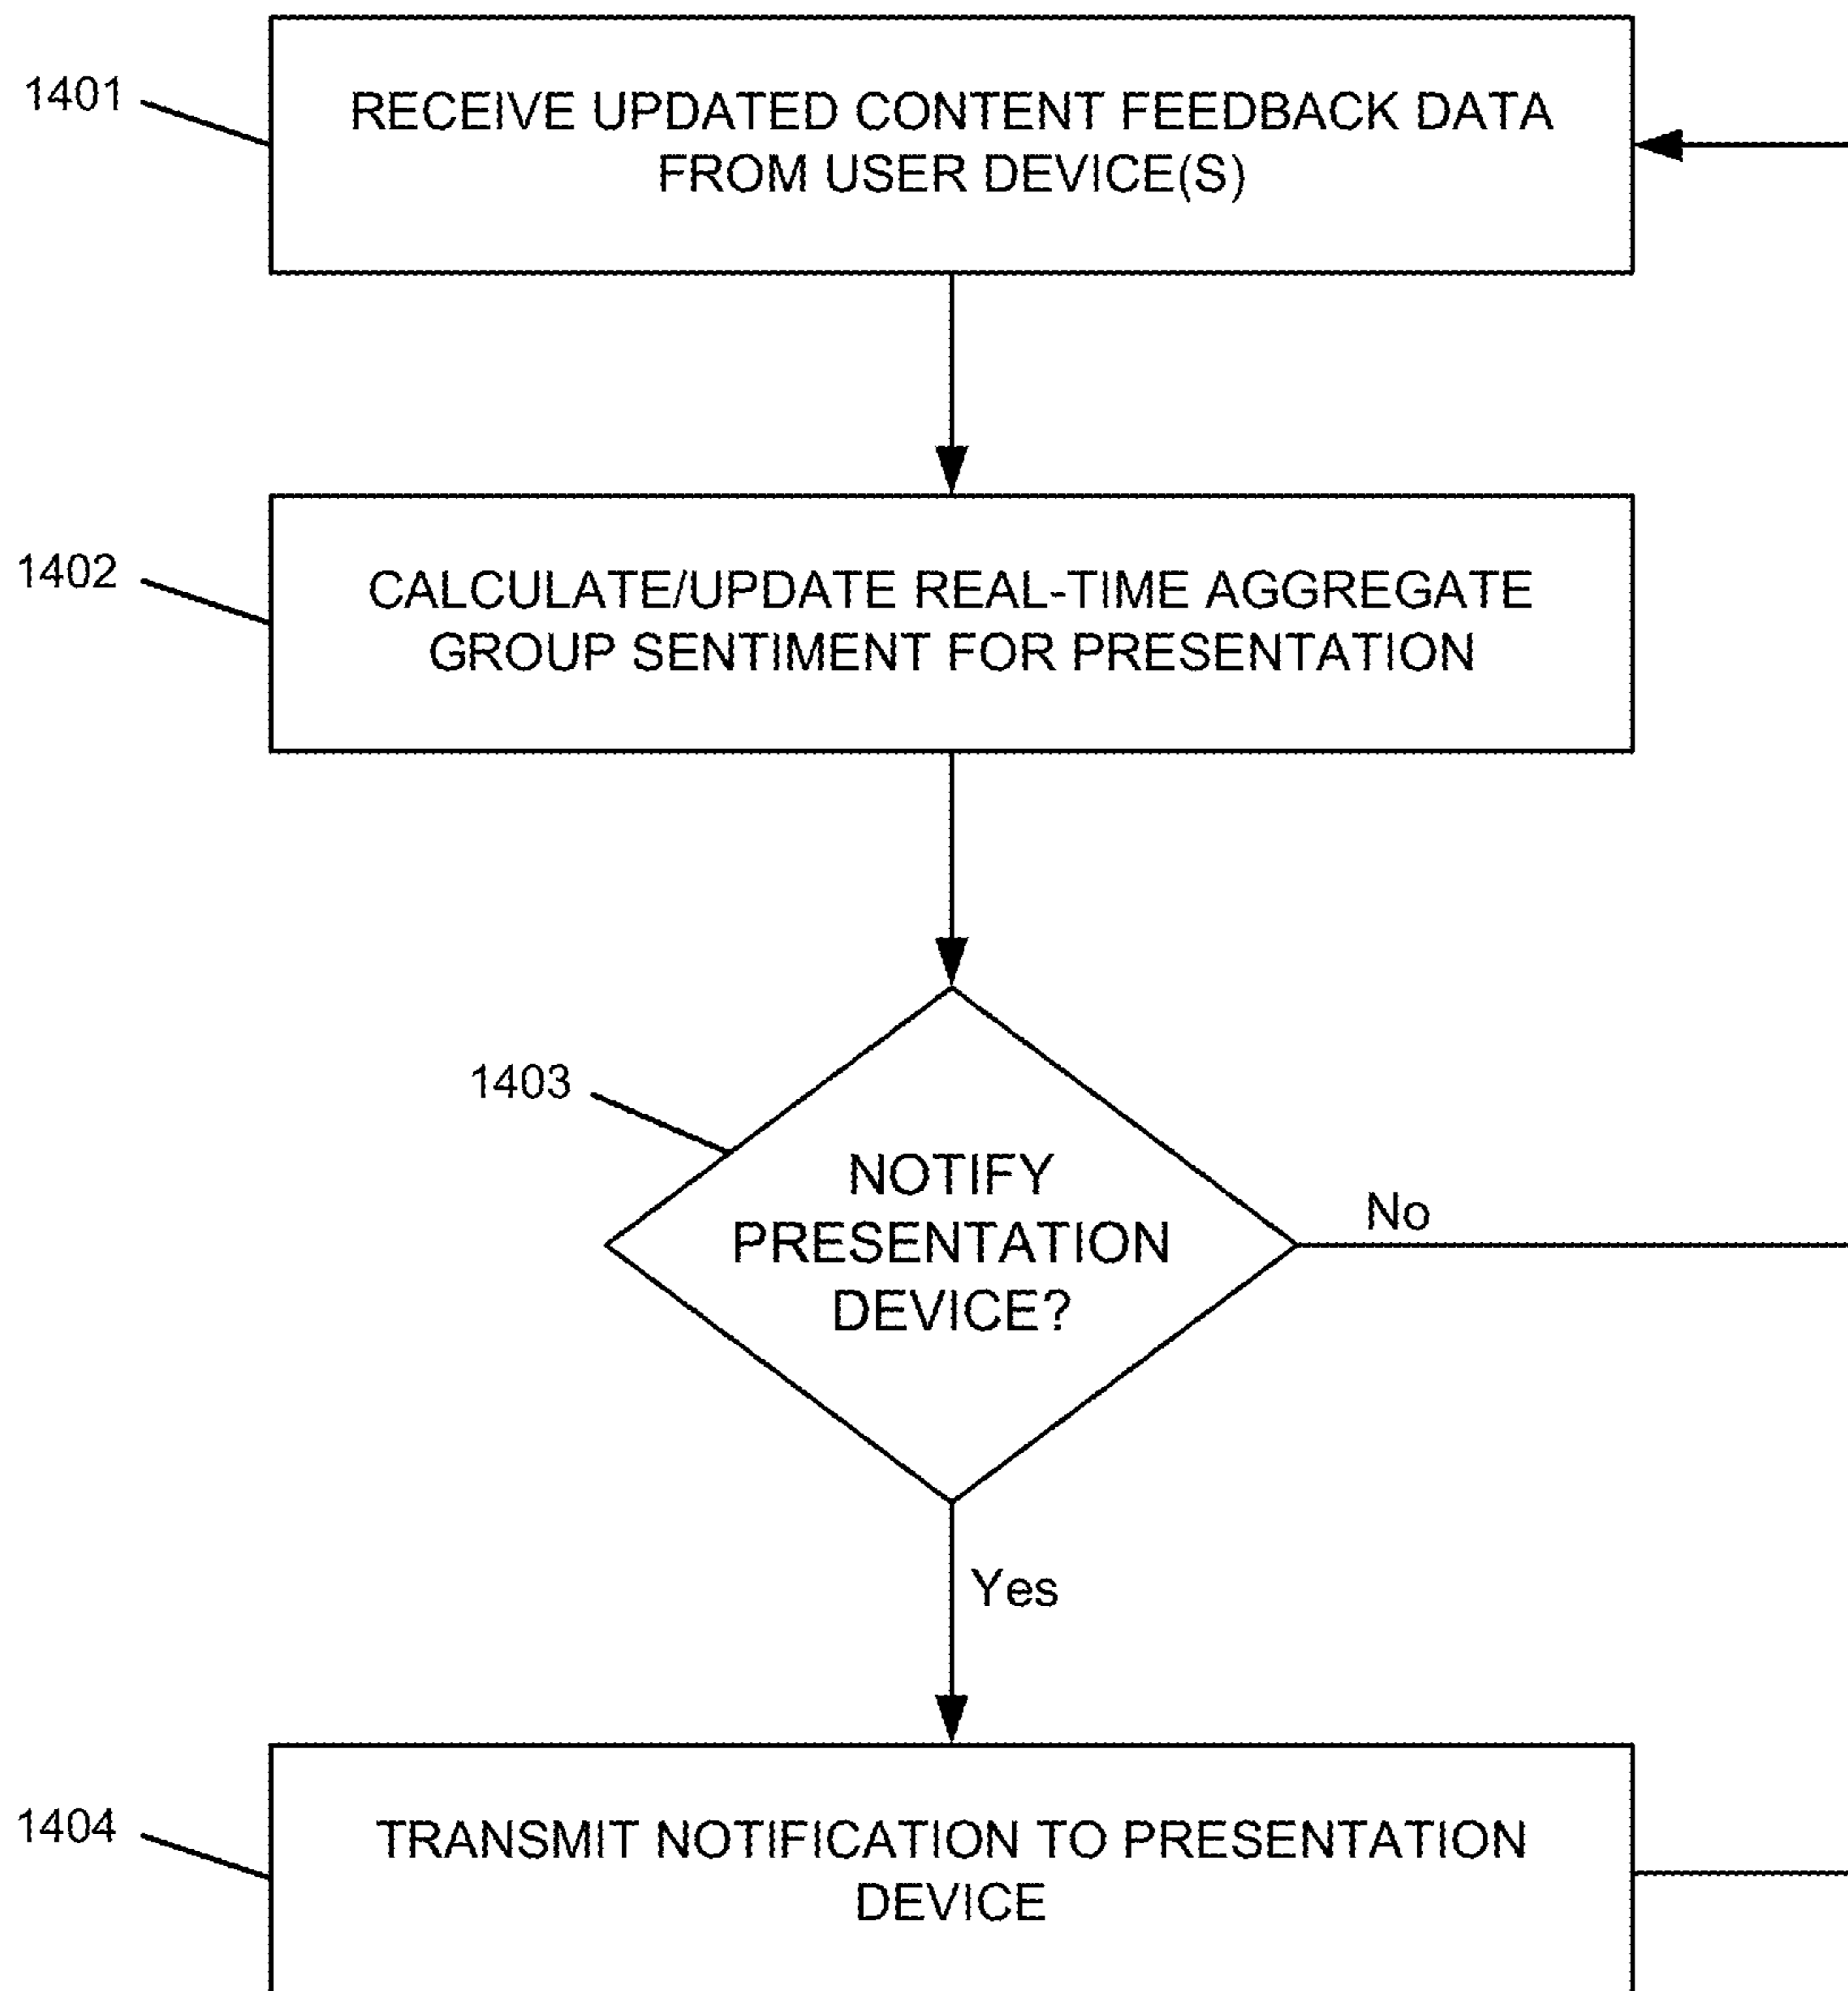 1401
RECEIVE UPDATED CONTENT FEEDBACK DATA
FROM USER DEVICE(S)
1402
CALCULATE/UPDATE REAL-TIME AGGREGATE
GROUP SENTIMENT FOR PRESENTATION
1403
NOTIFY
PRESENTATION
DEVICE?
No
Yes
1404
TRANSMIT NOTIFICATION TO PRESENTATION
DEVICE